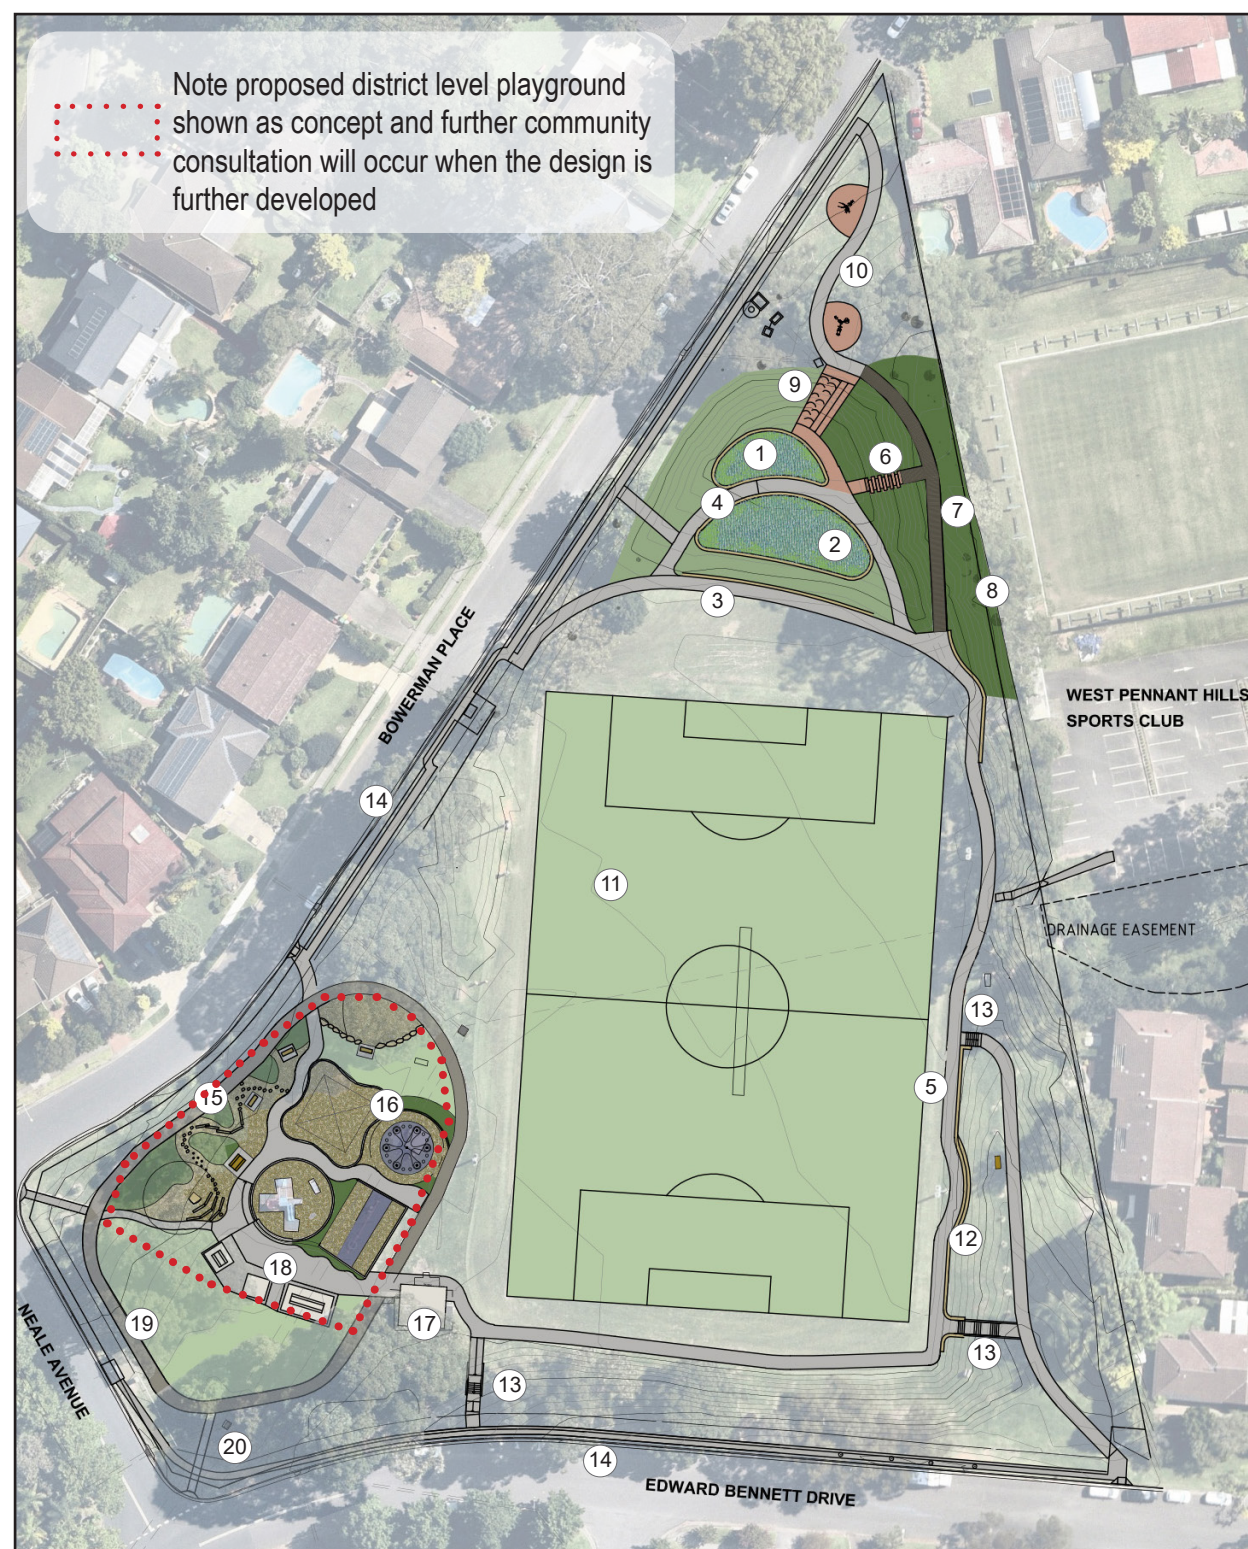 Note proposed district level playground
shown as concept and further community
consultation will occur when the design is
further developed
10
9
1
6
4
7
2
8
3
BOWERMAN PLACE
WEST PENNANT HILLS
SPORTS CLUB
14
11
DRAINAGE EASEMENT
13
5
15
16
12
18
19
17
13
13
NEALE AVENUE
20
14
EDWARD BENNETT DRIVE